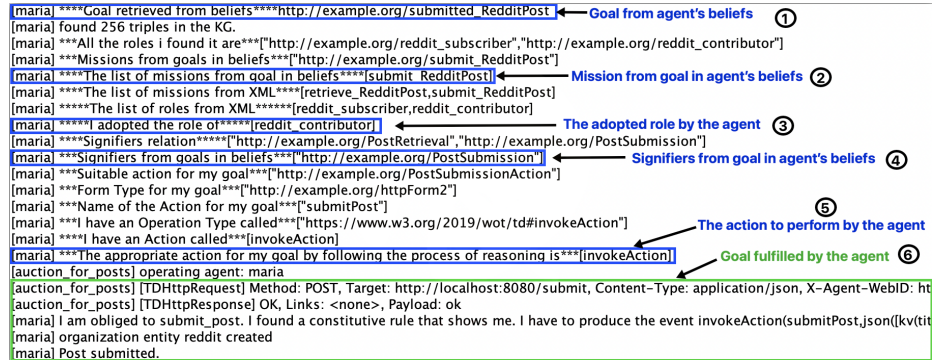 [maria] ****Goal retrieved from beliefs****http://example.org/submitted_RedditPost Goal from agent's beliefs ①
[maria] found 256 triples in the KG.
[maria] ***All the roles i found it are***["http://example.org/reddit_subscriber","http://example.org/reddit_contributor"]
[maria] ***Missions from goals in beliefs***["http://example.org/submit_RedditPost"]
[maria] ****The list of missions from goal in beliefs****[submit_RedditPost] Mission from goal in agent's beliefs ②
[maria] ****The list of missions from XML****[retrieve_RedditPost,submit_RedditPost]
[maria] *****The list of roles from XML******[reddit_subscriber,reddit_contributor]
[maria] *****I adopted the role of*****[reddit_contributor] The adopted role by the agent ③
[maria] ***Signifiers relation*****["http://example.org/PostRetrieval","http://example.org/PostSubmission"]
[maria] ***Signifiers from goals in beliefs***["http://example.org/PostSubmission"] Signifiers from goal in agent's beliefs ④
[maria] ***Suitable action for my goal***["http://example.org/PostSubmissionAction"]
[maria] ***Form Type for my goal***["http://example.org/httpForm2"]
[maria] ***Name of the Action for my goal***["submitPost"]
[maria] ***I have an Operation Type called***["https://www.w3.org/2019/wot/td#invokeAction"] ⑤
[maria] ****I have an Action called***[invokeAction] The action to perform by the agent
[maria] ***The appropriate action for my goal by following the process of reasoning is***[invokeAction] Goal fulfilled by the agent ⑥
[auction_for_posts] operating agent: maria
[auction_for_posts] [TDHttpRequest] Method: POST, Target: http://localhost:8080/submit, Content-Type: application/json, X-Agent-WebID: ht
[auction_for_posts] [TDHttpResponse] OK, Links: <none>, Payload: ok
[maria] I am obliged to submit_post. I found a constitutive rule that shows me. I have to produce the event invokeAction(submitPost,json([kv(tit
[maria] organization entity reddit created
[maria] Post submitted.